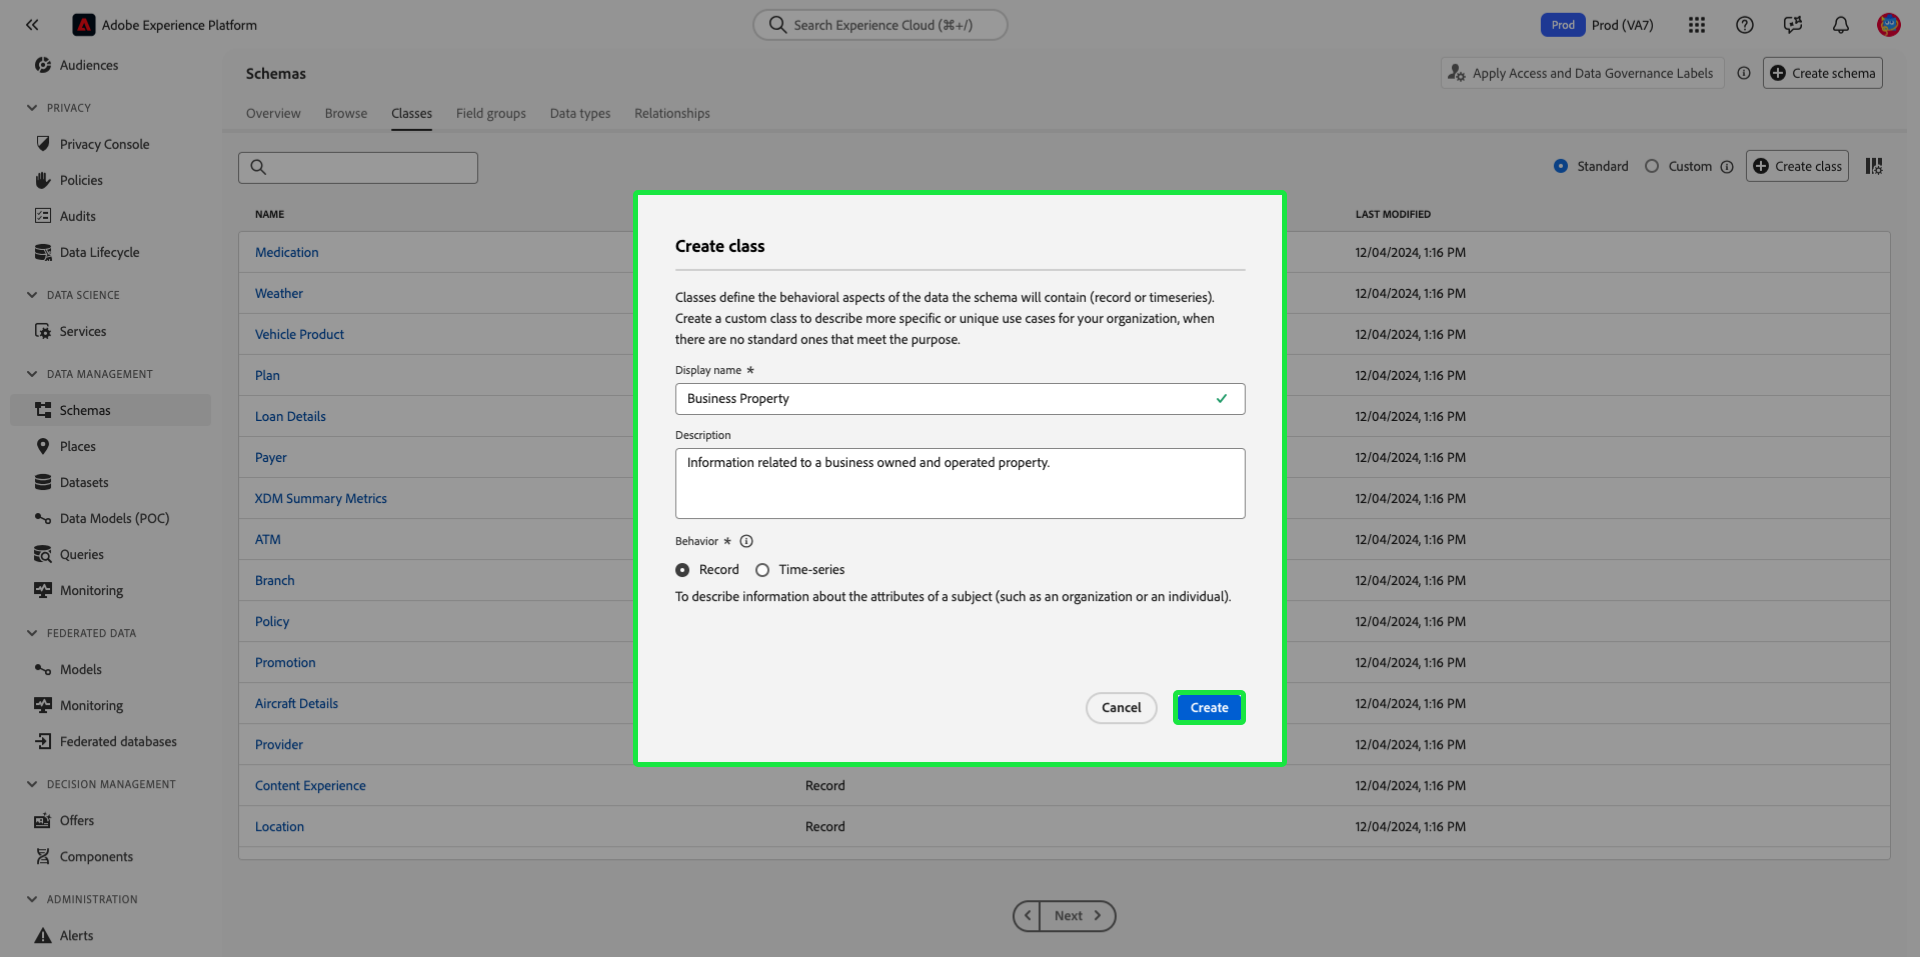 Adobe Experience Platform
Search Experience Cloud (⌘+/)
Prod
Prod (VA7)
Audiences
PRIVACY
Privacy Console
Policies
Audits
Data Lifecycle
DATA SCIENCE
Services
DATA MANAGEMENT
Schemas
Places
Datasets
Data Models (POC)
Queries
Monitoring
FEDERATED DATA
Models
Monitoring
Federated databases
DECISION MANAGEMENT
Offers
Components
ADMINISTRATION
Alerts
Schemas
Apply Access and Data Governance Labels
Create schema
Overview Browse Classes Field groups Data types Relationships
Standard Custom
Create class
NAME LAST MODIFIED
Medication 12/04/2024, 1:16 PM
Weather 12/04/2024, 1:16 PM
Vehicle Product 12/04/2024, 1:16 PM
Plan 12/04/2024, 1:16 PM
Loan Details 12/04/2024, 1:16 PM
Payer 12/04/2024, 1:16 PM
XDM Summary Metrics 12/04/2024, 1:16 PM
ATM 12/04/2024, 1:16 PM
Branch 12/04/2024, 1:16 PM
Policy 12/04/2024, 1:16 PM
Promotion 12/04/2024, 1:16 PM
Aircraft Details 12/04/2024, 1:16 PM
Provider 12/04/2024, 1:16 PM
Content Experience Record 12/04/2024, 1:16 PM
Location Record 12/04/2024, 1:16 PM
Next
Create class
Classes define the behavioral aspects of the data the schema will contain (record or timeseries).
Create a custom class to describe more specific or unique use cases for your organization, when
there are no standard ones that meet the purpose.
Display name *
Business Property
Description
Information related to a business owned and operated property.
Behavior *
Record Time-series
To describe information about the attributes of a subject (such as an organization or an individual).
Cancel
Create